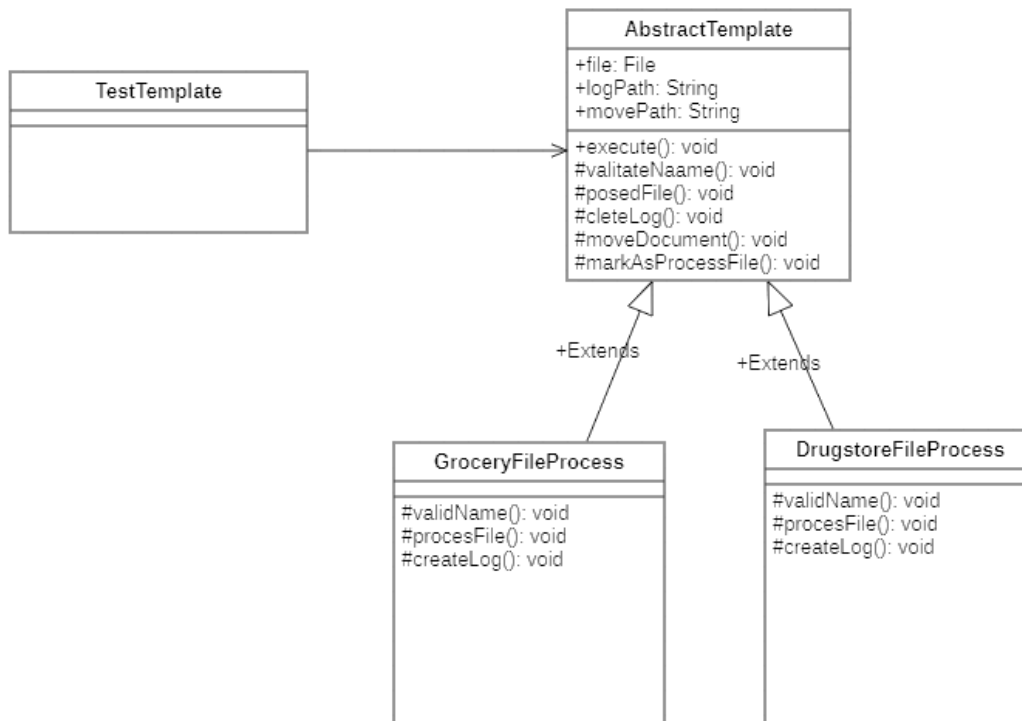 TestTemplate
AbstractTemplate
+file: File
+logPath: String
+movePath: String
+execute(): void
#valitateNaame(): void
#posedFile(): void
#cleteLog(): void
#moveDocument(): void
#markAsProcessFile(): void
+Extends
+Extends
GroceryFileProcess
#validName(): void
#procesFile(): void
#createLog(): void
DrugstoreFileProcess
#validName(): void
#procesFile(): void
#createLog(): void